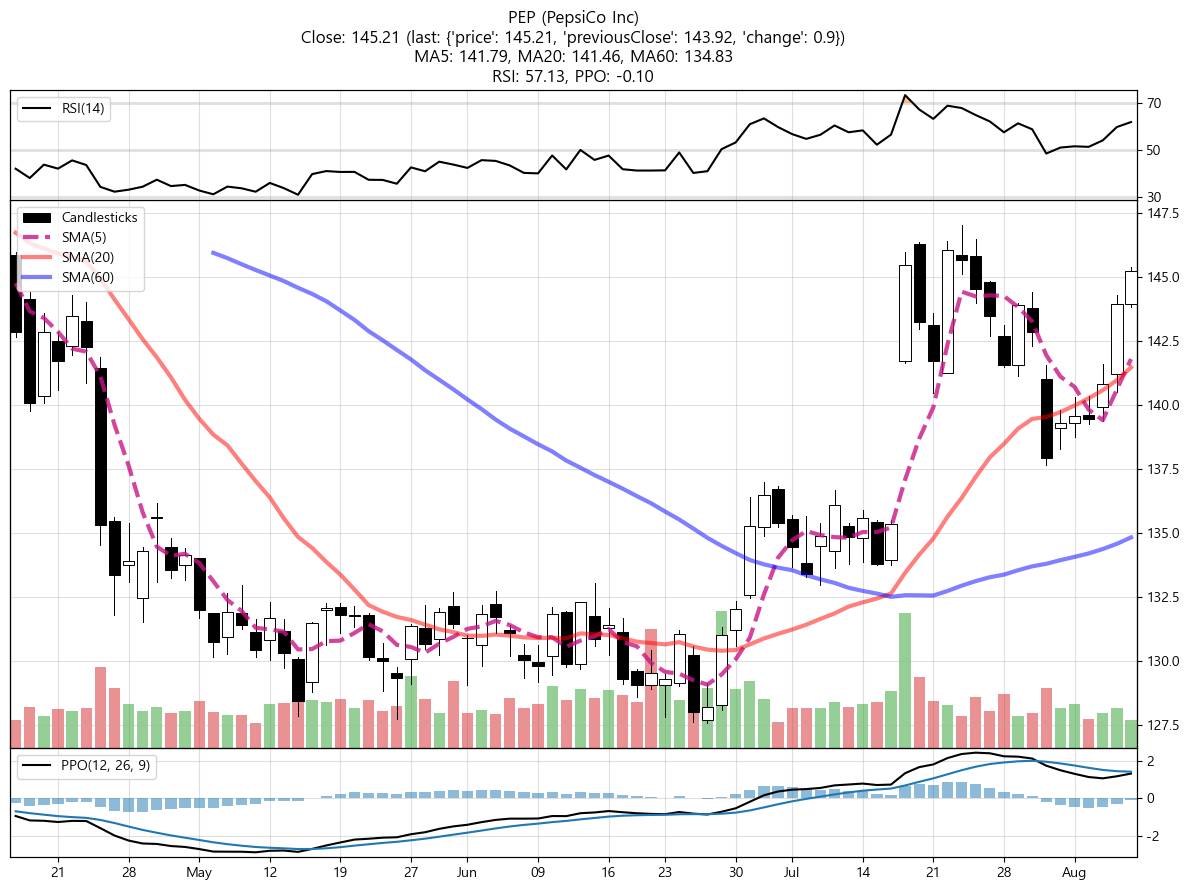 PEP (PepsiCo Inc)
Close: 145.21 (last: {'price': 145.21, 'previousClose': 143.92, 'change': 0.9})
MA5: 141.79, MA20: 141.46, MA60: 134.83
RSI: 57.13, PPO: -0.10
RSI(14)
70
50
30
Candlesticks
SMA(5)
SMA(20)
SMA(60)
147.5
145.0
142.5
140.0
137.5
135.0
132.5
130.0
127.5
PPO(12, 26, 9)
2
0
-2
21 28 May 12 19 27 Jun 09 16 23 30 Jul 14 21 28 Aug